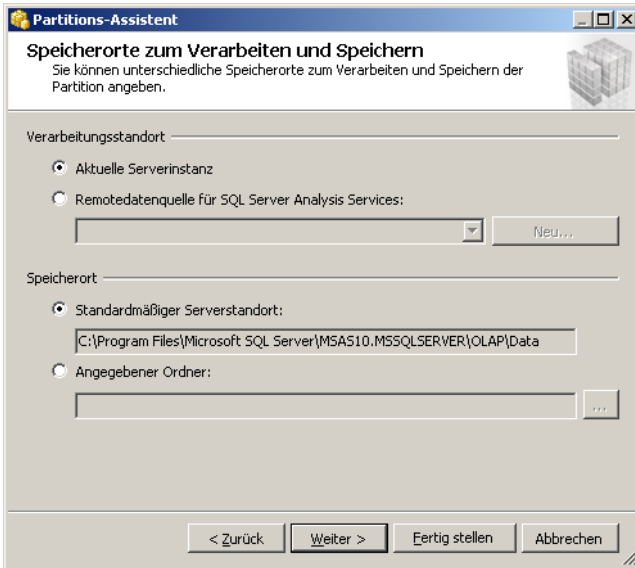 Partitions-Assistent
Speicherorte zum Verarbeiten und Speichern
Sie können unterschiedliche Speicherorte zum Verarbeiten und Speichern der
Partition angeben.
Verarbeitungsstandort
Aktuelle Serverinstanz
Remotedatenquelle für SQL Server Analysis Services:
Neu...
Speicherort
Standardmäßiger Serverstandort:
C:\Program Files\Microsoft SQL Server\MSAS10.MSSQLSERVER\OLAP\Data
Angegebener Ordner:
...
< Zurück Weiter > Fertig stellen Abbrechen